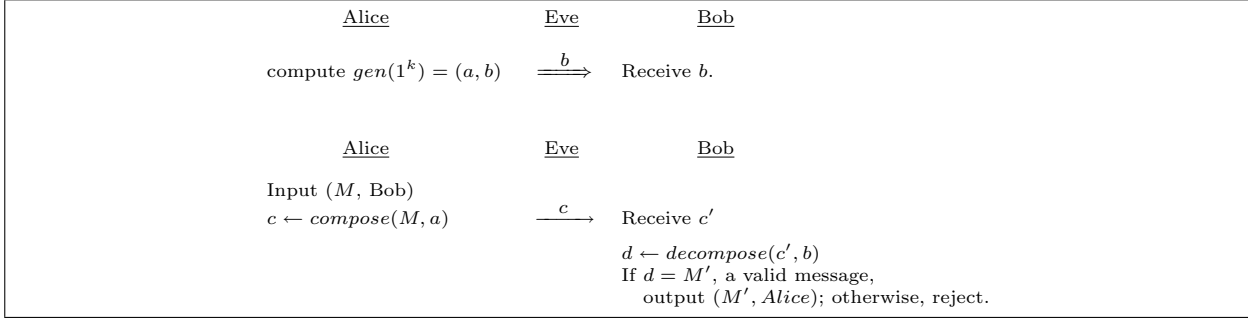 Alice Eve Bob
b
compute gen(1^k) = (a, b) ⟹ Receive b.
Alice Eve Bob
Input (M, Bob)
c
c ← compose(M, a) ⟶ Receive c′
d ← decompose(c′, b)
If d = M′, a valid message,
output (M′, Alice); otherwise, reject.